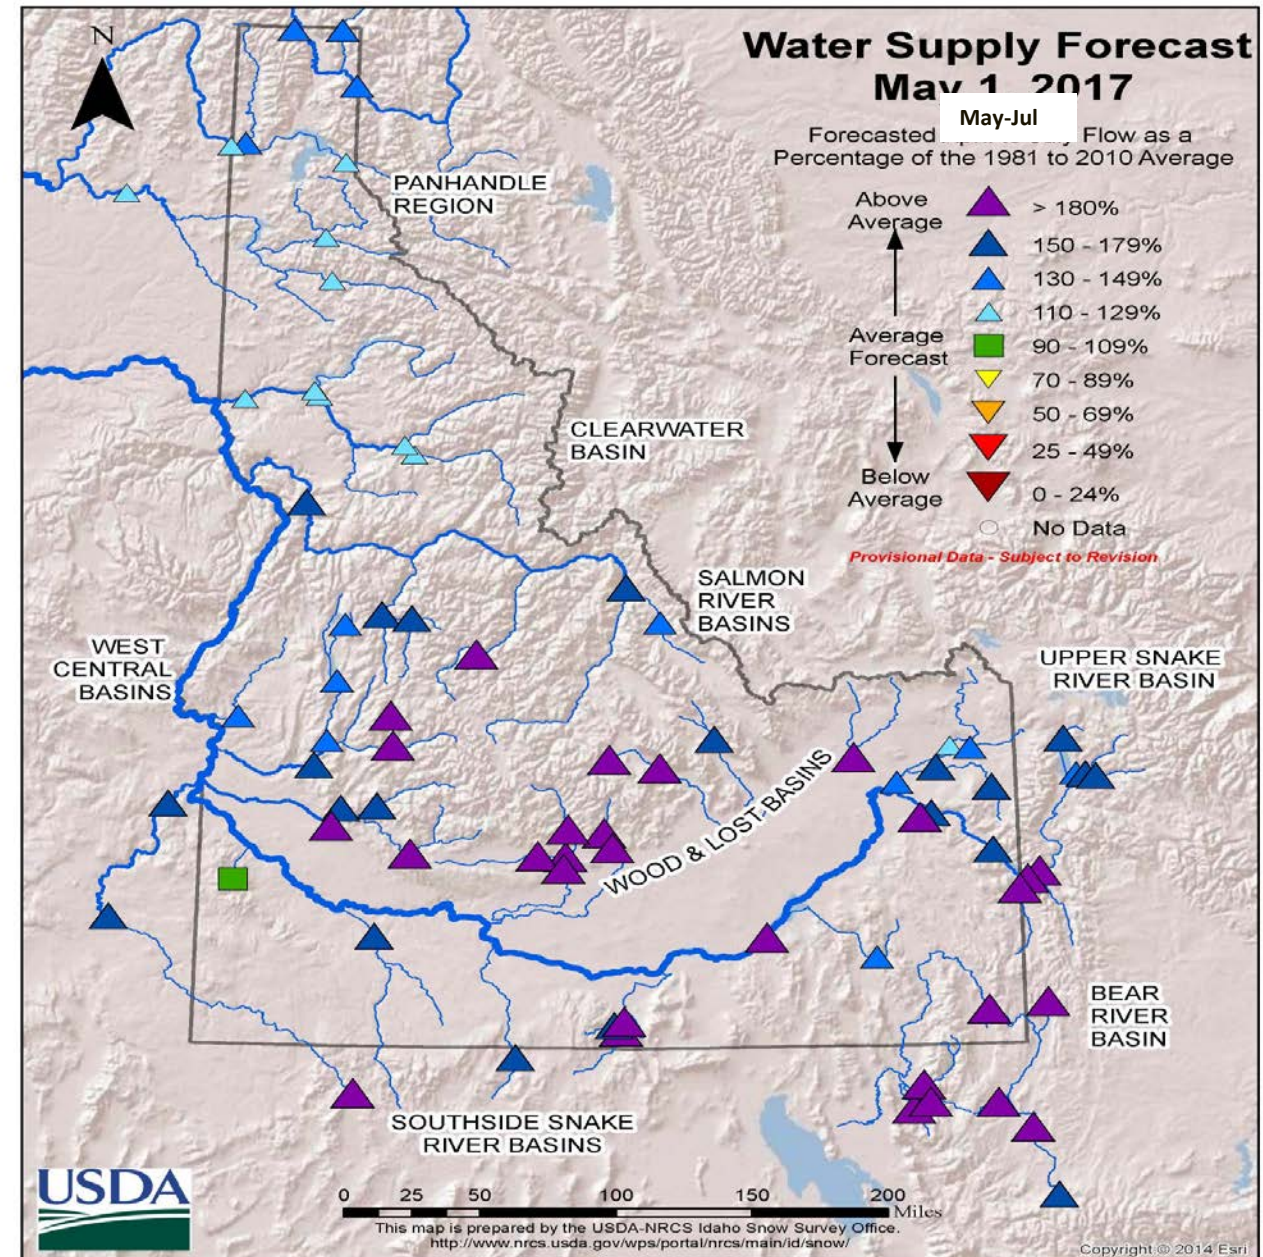 N
Water Supply Forecast
May 1, 2017
May-Jul
Forecasted Flow as a
Percentage of the 1981 to 2010 Average
Above
Average
> 180%
150 - 179%
130 - 149%
110 - 129%
Average
Forecast
90 - 109%
70 - 89%
50 - 69%
25 - 49%
Below
Average
0 - 24%
No Data
Provisional Data - Subject to Revision
PANHANDLE
REGION
CLEARWATER
BASIN
SALMON
RIVER
BASINS
WEST
CENTRAL
BASINS
UPPER SNAKE
RIVER BASIN
WOOD & LOST BASINS
BEAR
RIVER
BASIN
SOUTHSIDE SNAKE
RIVER BASINS
USDA
0 25 50 100 150 200
Miles
This map is prepared by the USDA-NRCS Idaho Snow Survey Office.
http://www.nrcs.usda.gov/wps/portal/nrcs/main/id/snow/
Copyright © 2014 Esri